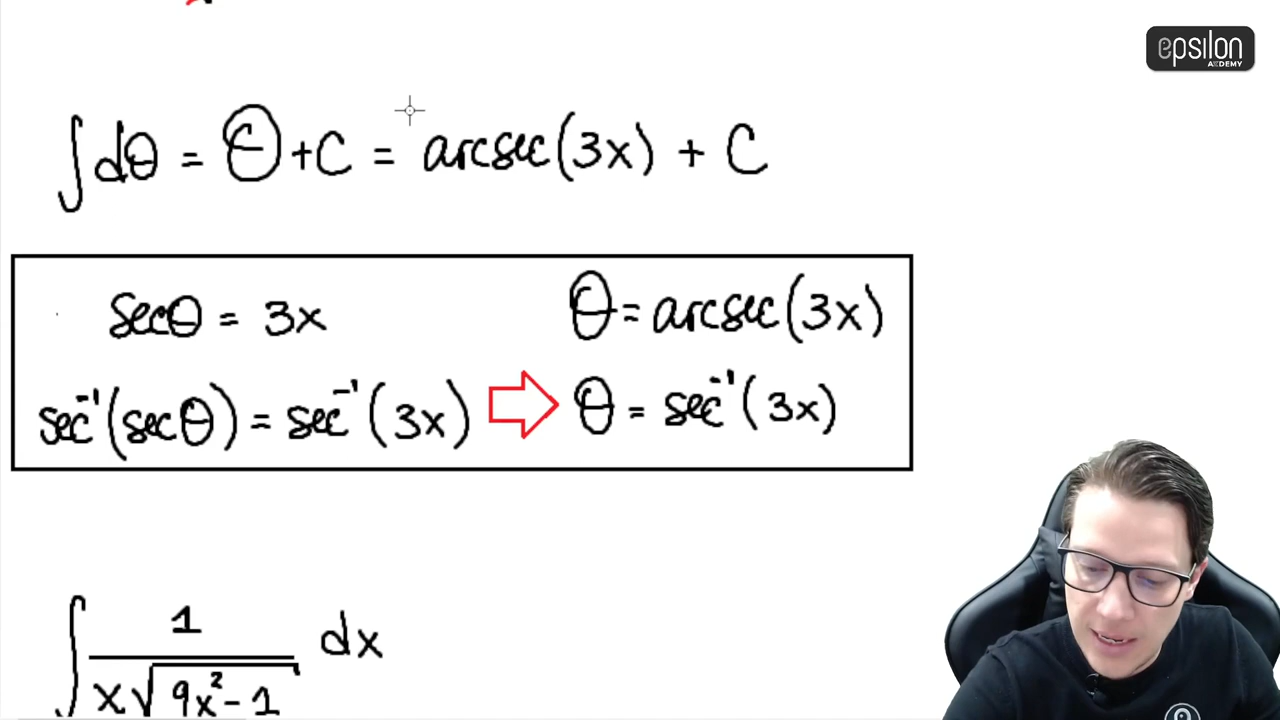 epsilon
AKDEMY
∫ dθ = θ + C = arcsec(3x) + C
secθ = 3x
θ = arcsec(3x)
sec⁻¹(secθ) = sec⁻¹(3x)
θ = sec⁻¹(3x)
∫ 1/(x√(9x² - 1)) dx